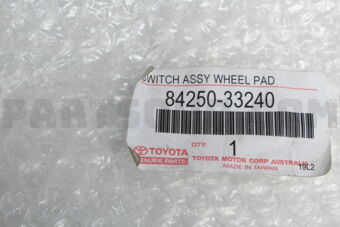 SWITCH ASSY WHEEL PAD
84250-33240
TOYOTA
GENUINE PARTS
QTY:
1
TOYOTA MOTOR CORP AUSTRALIA
MADE IN TAIWAN
19L2